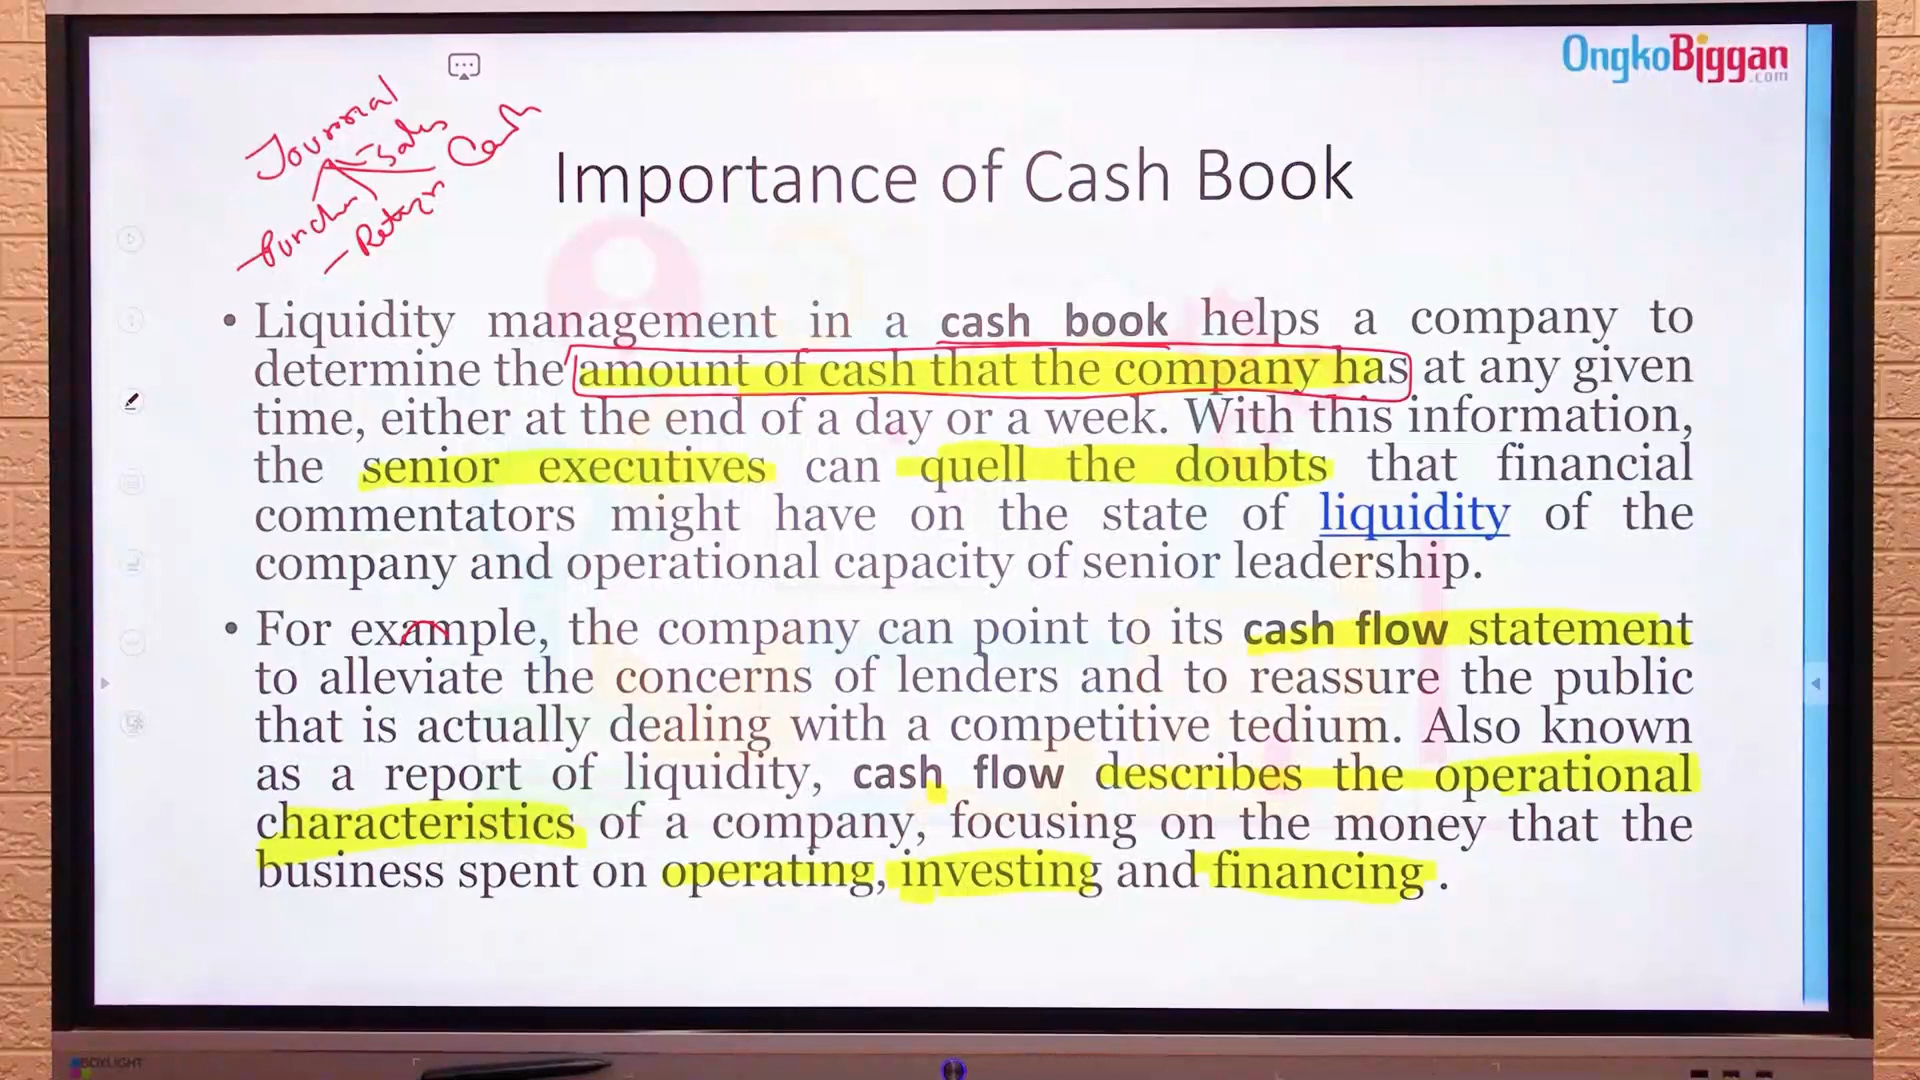 OngkoBiggan
.com
Journal
Sales
Cash
Return
Importance of Cash Book
• Liquidity management in a cash book helps a company to
determine the amount of cash that the company has at any given
time, either at the end of a day or a week. With this information,
the senior executives can quell the doubts that financial
commentators might have on the state of liquidity of the
company and operational capacity of senior leadership.
• For example, the company can point to its cash flow statement
to alleviate the concerns of lenders and to reassure the public
that is actually dealing with a competitive tedium. Also known
as a report of liquidity, cash flow describes the operational
characteristics of a company, focusing on the money that the
business spent on operating, investing and financing .